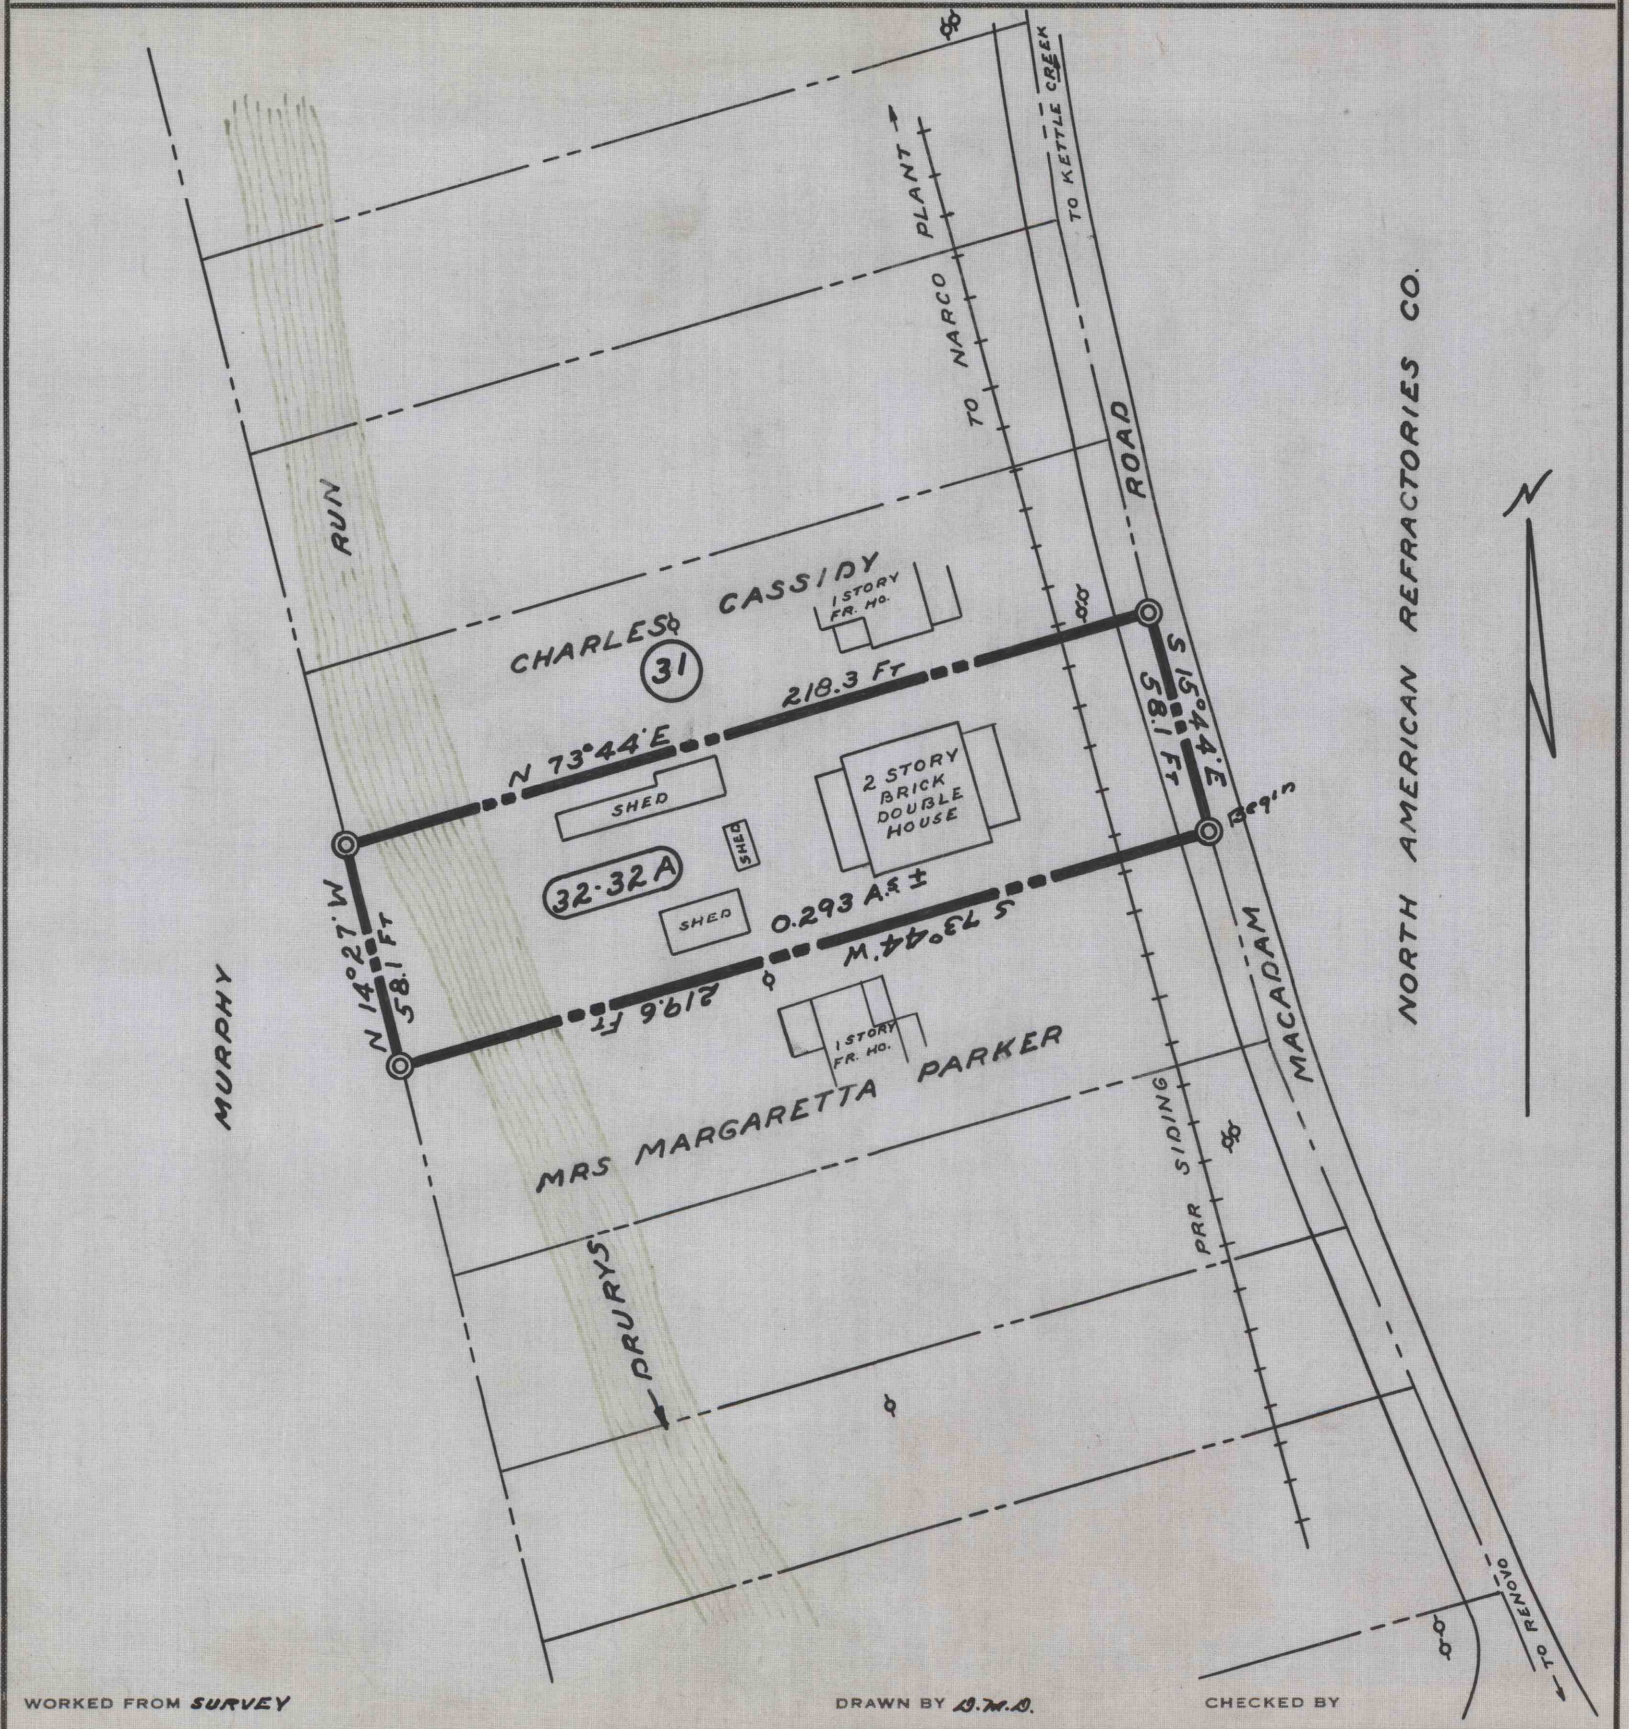 TO KETTLE CREEK
TO NARCO PLANT
ROAD
NORTH AMERICAN REFRACTORIES CO.
N
RUN
CHARLES CASSIDY
1 STORY
FR. HO.
31
218.3 FT
N 73°44'E
S 15°44'E
58.1 FT
Begin
SHED
SHED
2 STORY
BRICK
DOUBLE
HOUSE
32-32A
SHED
0.293 A.S ±
S 73°44'W
219.6 FT
N 14°27'W
58.1 FT
MURPHY
1 STORY
FR. HO.
MRS MARGARETTA PARKER
MACADAM
PRR SIDING
DRURYS
TO RENOVO
WORKED FROM SURVEY
DRAWN BY D.M.D.
CHECKED BY